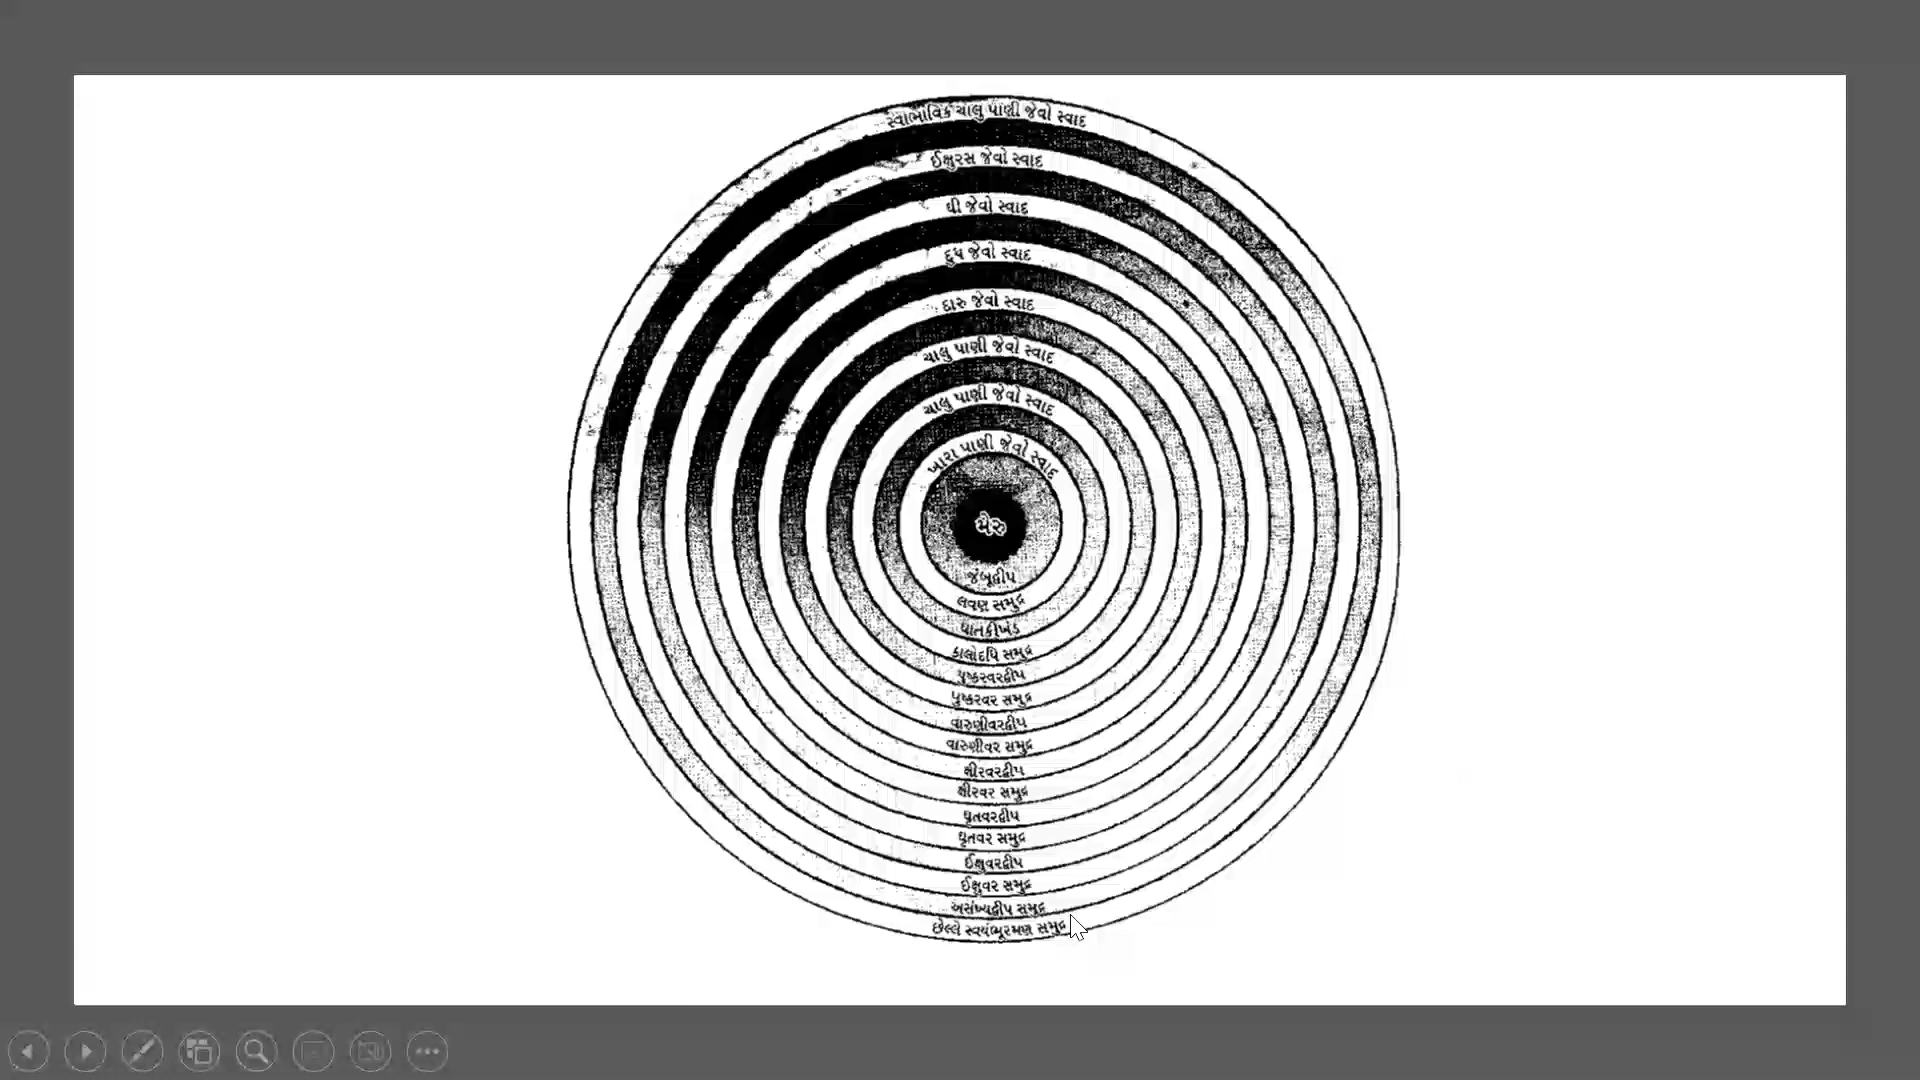 સ્વાભાવિક ચાલુ પાણી જેવો સ્વાદ
ઈક્ષુરસ જેવો સ્વાદ
ઘી જેવો સ્વાદ
દુધ જેવો સ્વાદ
દારુ જેવો સ્વાદ
ચાલુ પાણી જેવો સ્વાદ
ચાલુ પાણી જેવો સ્વાદ
ખારા પાણી જેવો સ્વાદ
મેરુ
જંબૂદ્વીપ
લવણ સમુદ્ર
ઘાતકીખંડ
કાલોદધિ સમુદ્ર
પુષ્કરવરદ્વીપ
પુષ્કરવર સમુદ્ર
વારુણીવરદ્વીપ
વારુણીવર સમુદ્ર
ક્ષીરવરદ્વીપ
ક્ષીરવર સમુદ્ર
ઘૃતવરદ્વીપ
ઘૃતવર સમુદ્ર
ઈક્ષુવરદ્વીપ
ઈક્ષુવર સમુદ્ર
અસંખ્યદ્વીપ સમુદ્ર
છેલ્લે સ્વયંભૂરમણ સમુદ્ર